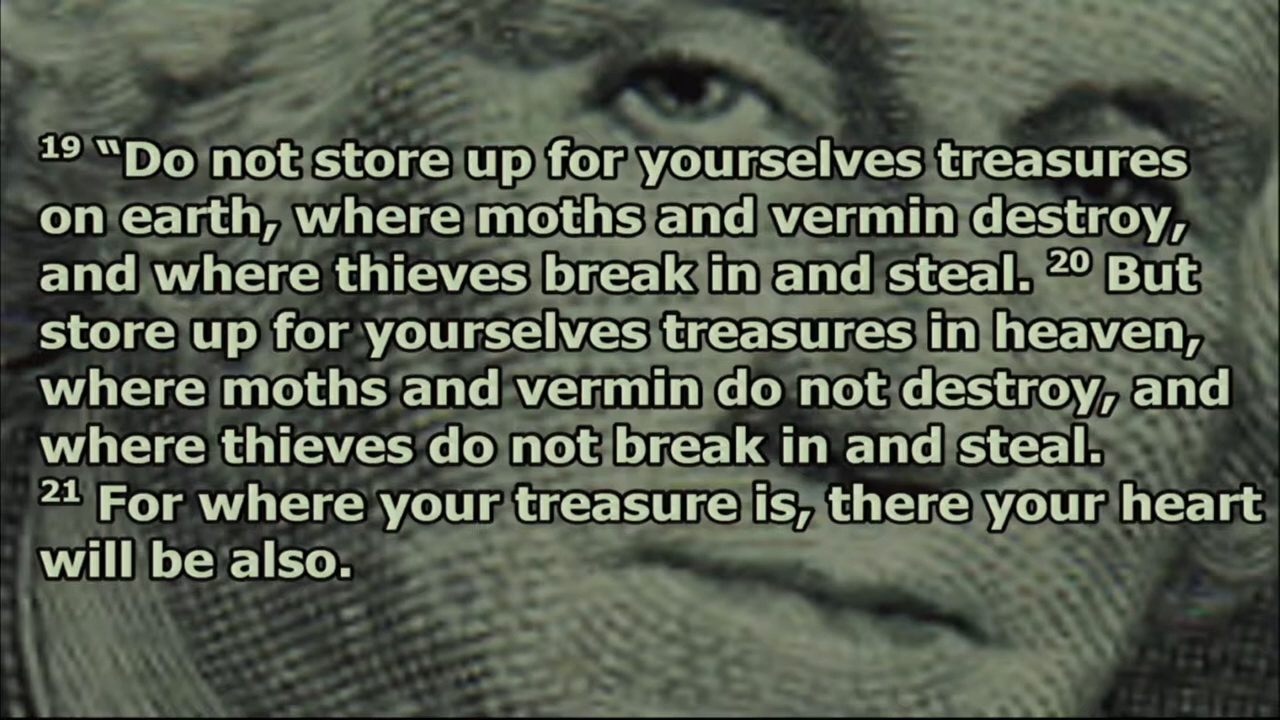 19 “Do not store up for yourselves treasures
on earth, where moths and vermin destroy,
and where thieves break in and steal. 20 But
store up for yourselves treasures in heaven,
where moths and vermin do not destroy, and
where thieves do not break in and steal.
21 For where your treasure is, there your heart
will be also.